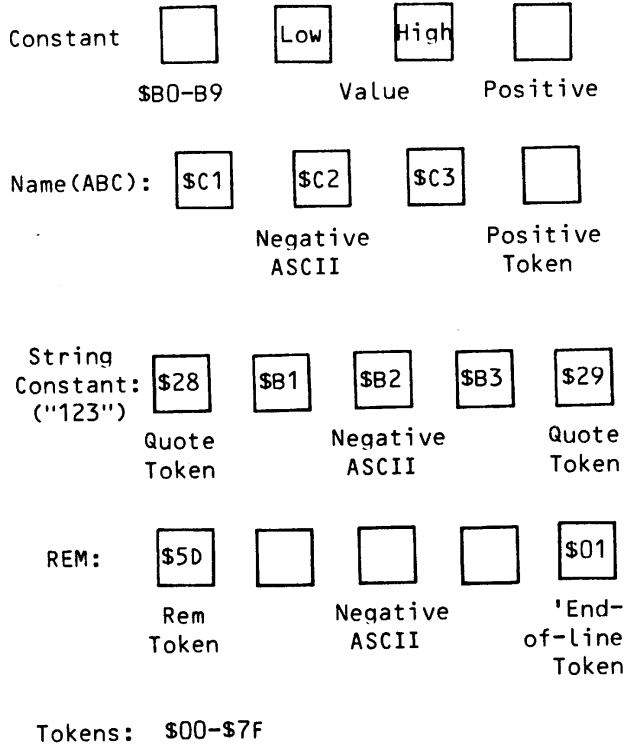 Constant Low High
$B0-B9 Value Positive
Name(ABC): $C1 $C2 $C3
Negative Positive
ASCII Token
String
Constant: $28 $B1 $B2 $B3 $29
("123")
Quote Negative Quote
Token ASCII Token
REM: $5D $01
Rem Negative 'End-
Token ASCII of-line
Token
Tokens: $00-$7F